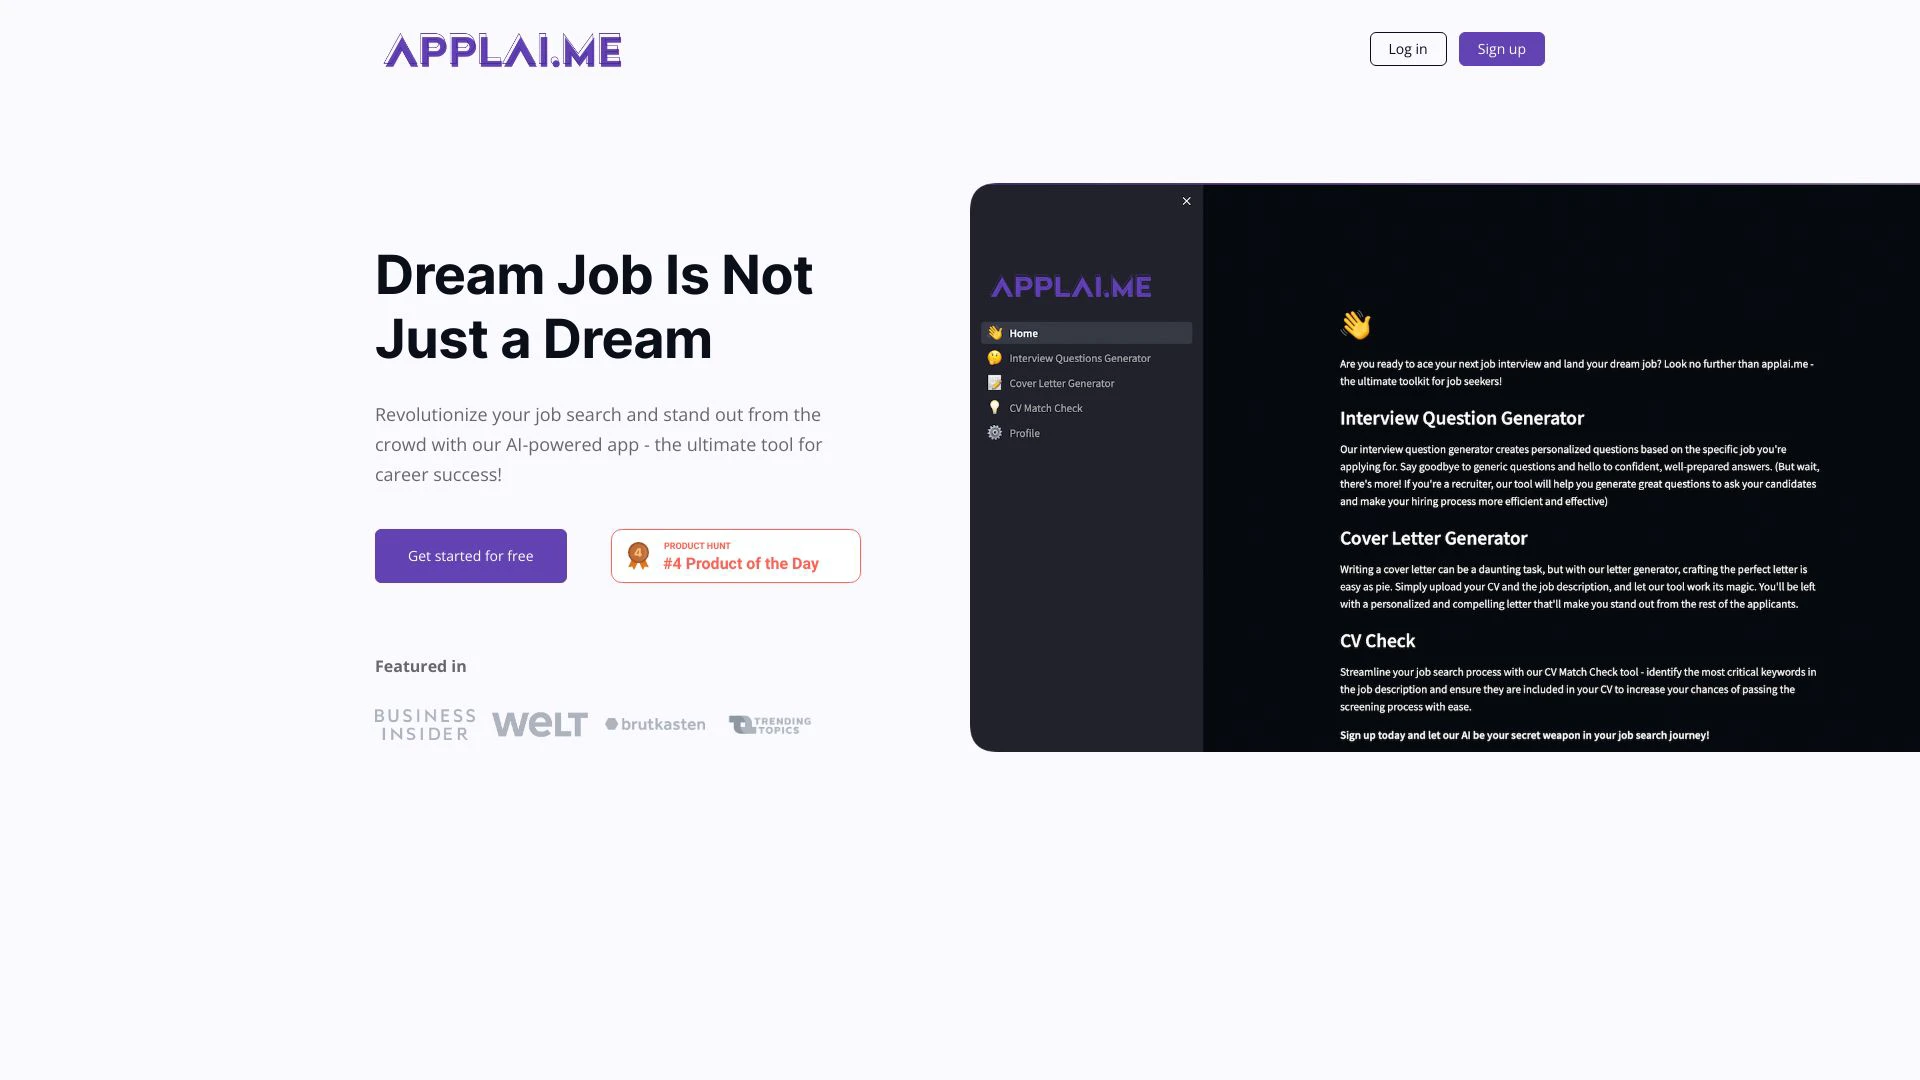 APPLAI.ME
Log in
Sign up
Dream Job Is Not
Just a Dream
Revolutionize your job search and stand out from the
crowd with our AI-powered app - the ultimate tool for
career success!
Get started for free
4
PRODUCT HUNT
#4 Product of the Day
Featured in
BUSINESS
INSIDER
WELT
brutkasten
TRENDING
TOPICS
APPLAI.ME
Home
Interview Questions Generator
Cover Letter Generator
CV Match Check
Profile
Are you ready to ace your next job interview and land your dream job? Look no further than applai.me -
the ultimate toolkit for job seekers!
Interview Question Generator
Our interview question generator creates personalized questions based on the specific job you're
applying for. Say goodbye to generic questions and hello to confident, well-prepared answers. (But wait,
there's more! If you're a recruiter, our tool will help you generate great questions to ask your candidates
and make your hiring process more efficient and effective)
Cover Letter Generator
Writing a cover letter can be a daunting task, but with our letter generator, crafting the perfect letter is
easy as pie. Simply upload your CV and the job description, and let our tool work its magic. You'll be left
with a personalized and compelling letter that'll make you stand out from the rest of the applicants.
CV Check
Streamline your job search process with our CV Match Check tool - identify the most critical keywords in
the job description and ensure they are included in your CV to increase your chances of passing the
screening process with ease.
Sign up today and let our AI be your secret weapon in your job search journey!